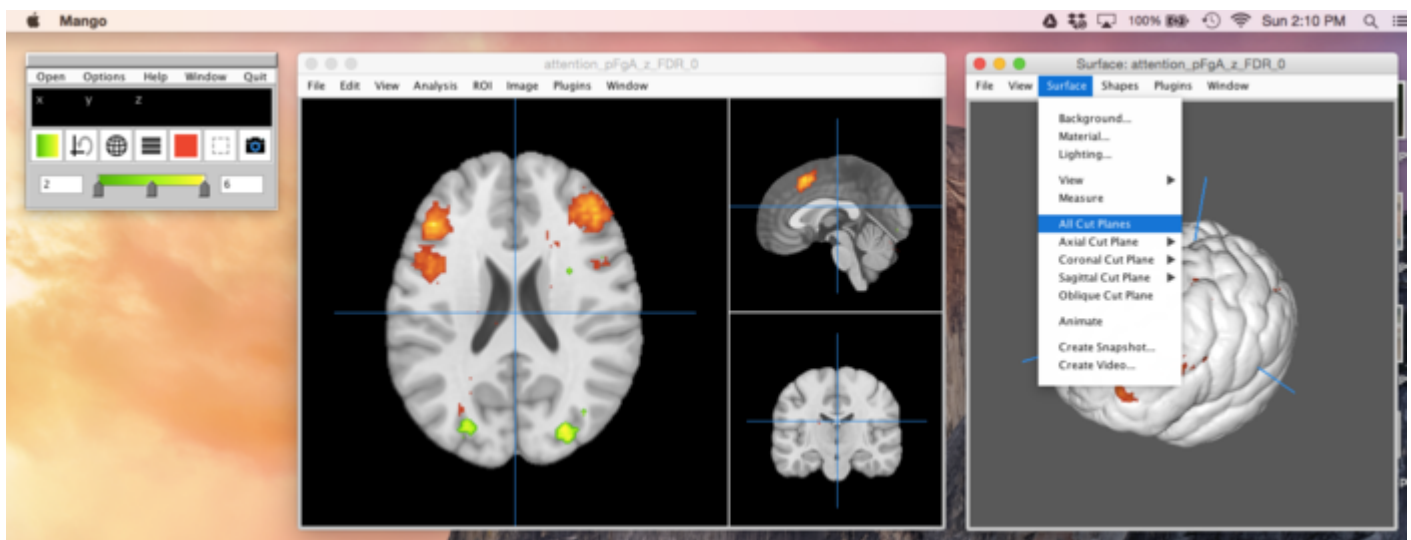 Mango
100% Sun 2:10 PM
Open Options Help Window Quit
x y z
2 6
attention_pFgA_z_FDR_0
File Edit View Analysis ROI Image Plugins Window
Surface: attention_pFgA_z_FDR_0
File View Surface Shapes Plugins Window
Background...
Material...
Lighting...
View
Measure
All Cut Planes
Axial Cut Plane
Coronal Cut Plane
Sagittal Cut Plane
Oblique Cut Plane
Animate
Create Snapshot...
Create Video...